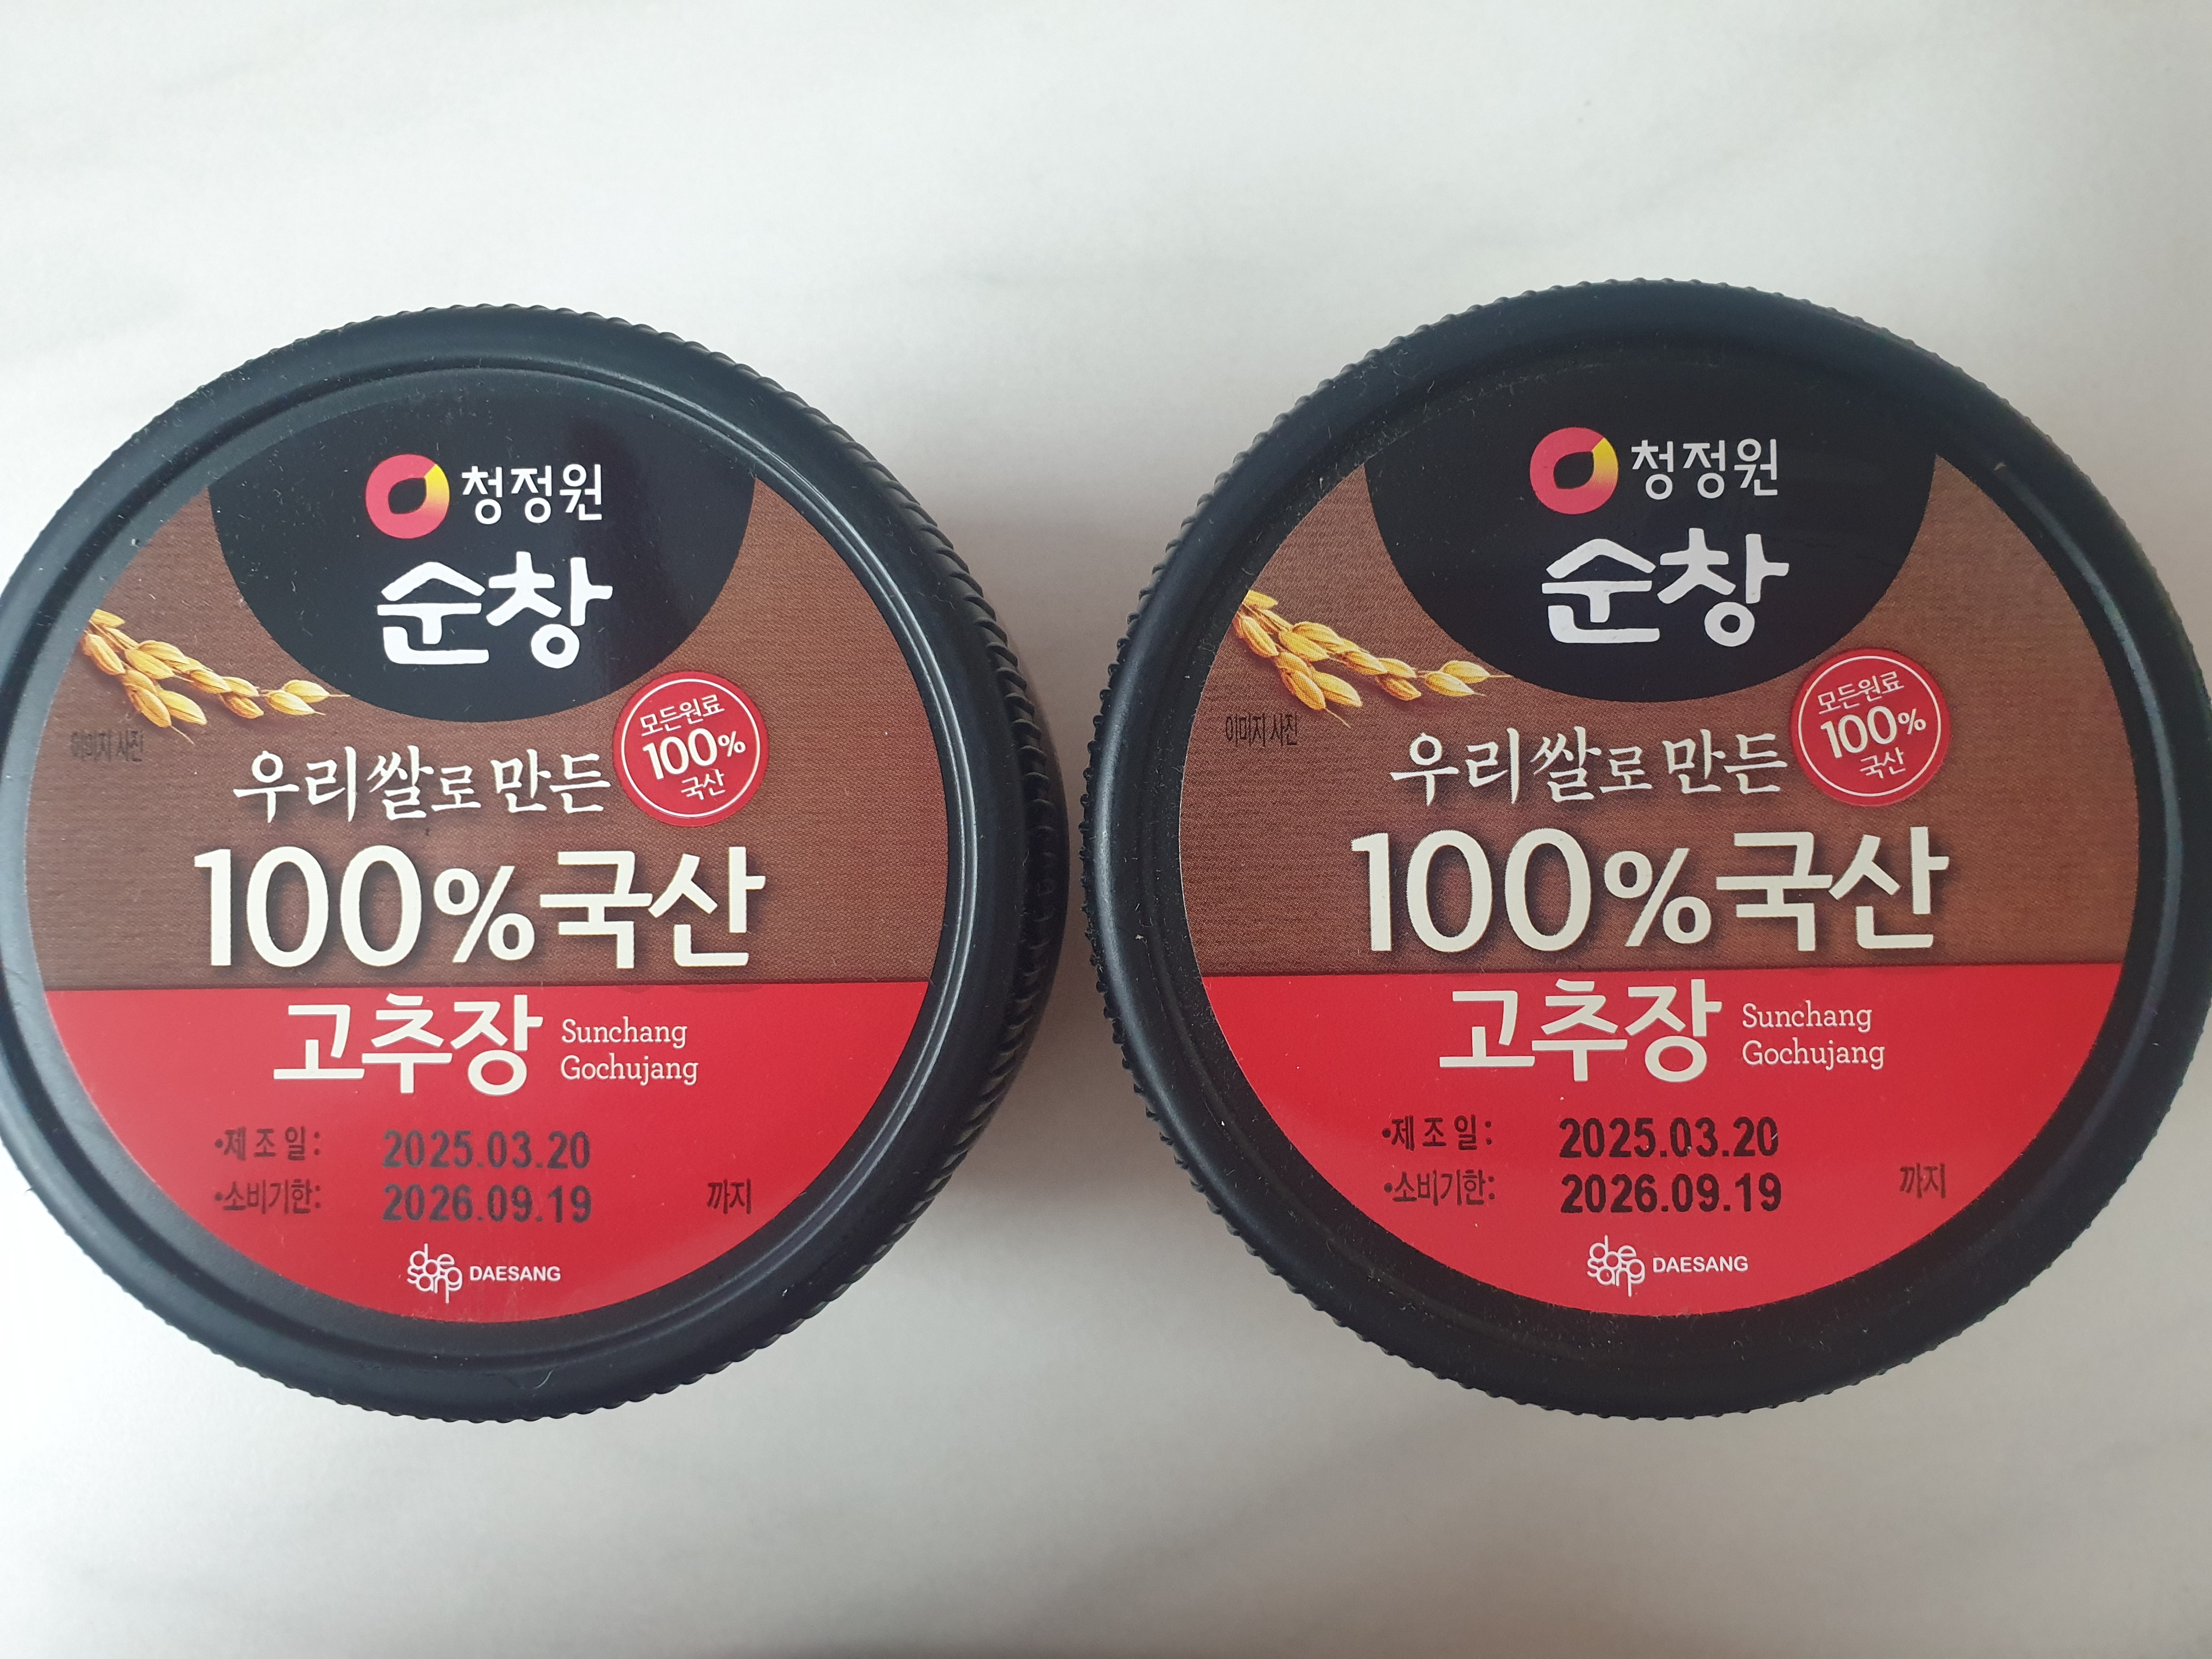 청정원
순창
모든원료
100%
국산
이미지 사진
우리쌀로 만든
100%국산
고추장
Sunchang
Gochujang
•제 조 일: 2025.03.20
•소비기한: 2026.09.19 까지
daesang DAESANG
청정원
순창
모든원료
100%
국산
이미지 사진
우리쌀로 만든
100%국산
고추장
Sunchang
Gochujang
•제 조 일: 2025.03.20
•소비기한: 2026.09.19 까지
daesang DAESANG